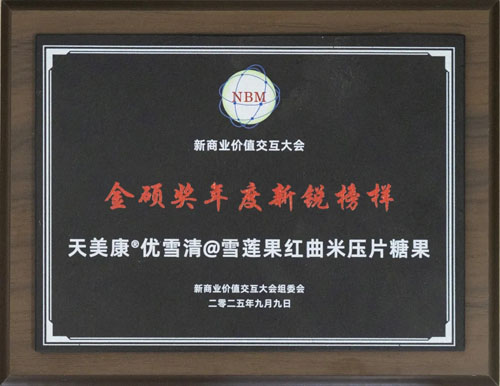 NBM
新商业价值交互大会
金硕奖年度新锐榜样
天美康®优雪清@雪莲果红曲米压片糖果
新商业价值交互大会组委会
二零二五年九月九日